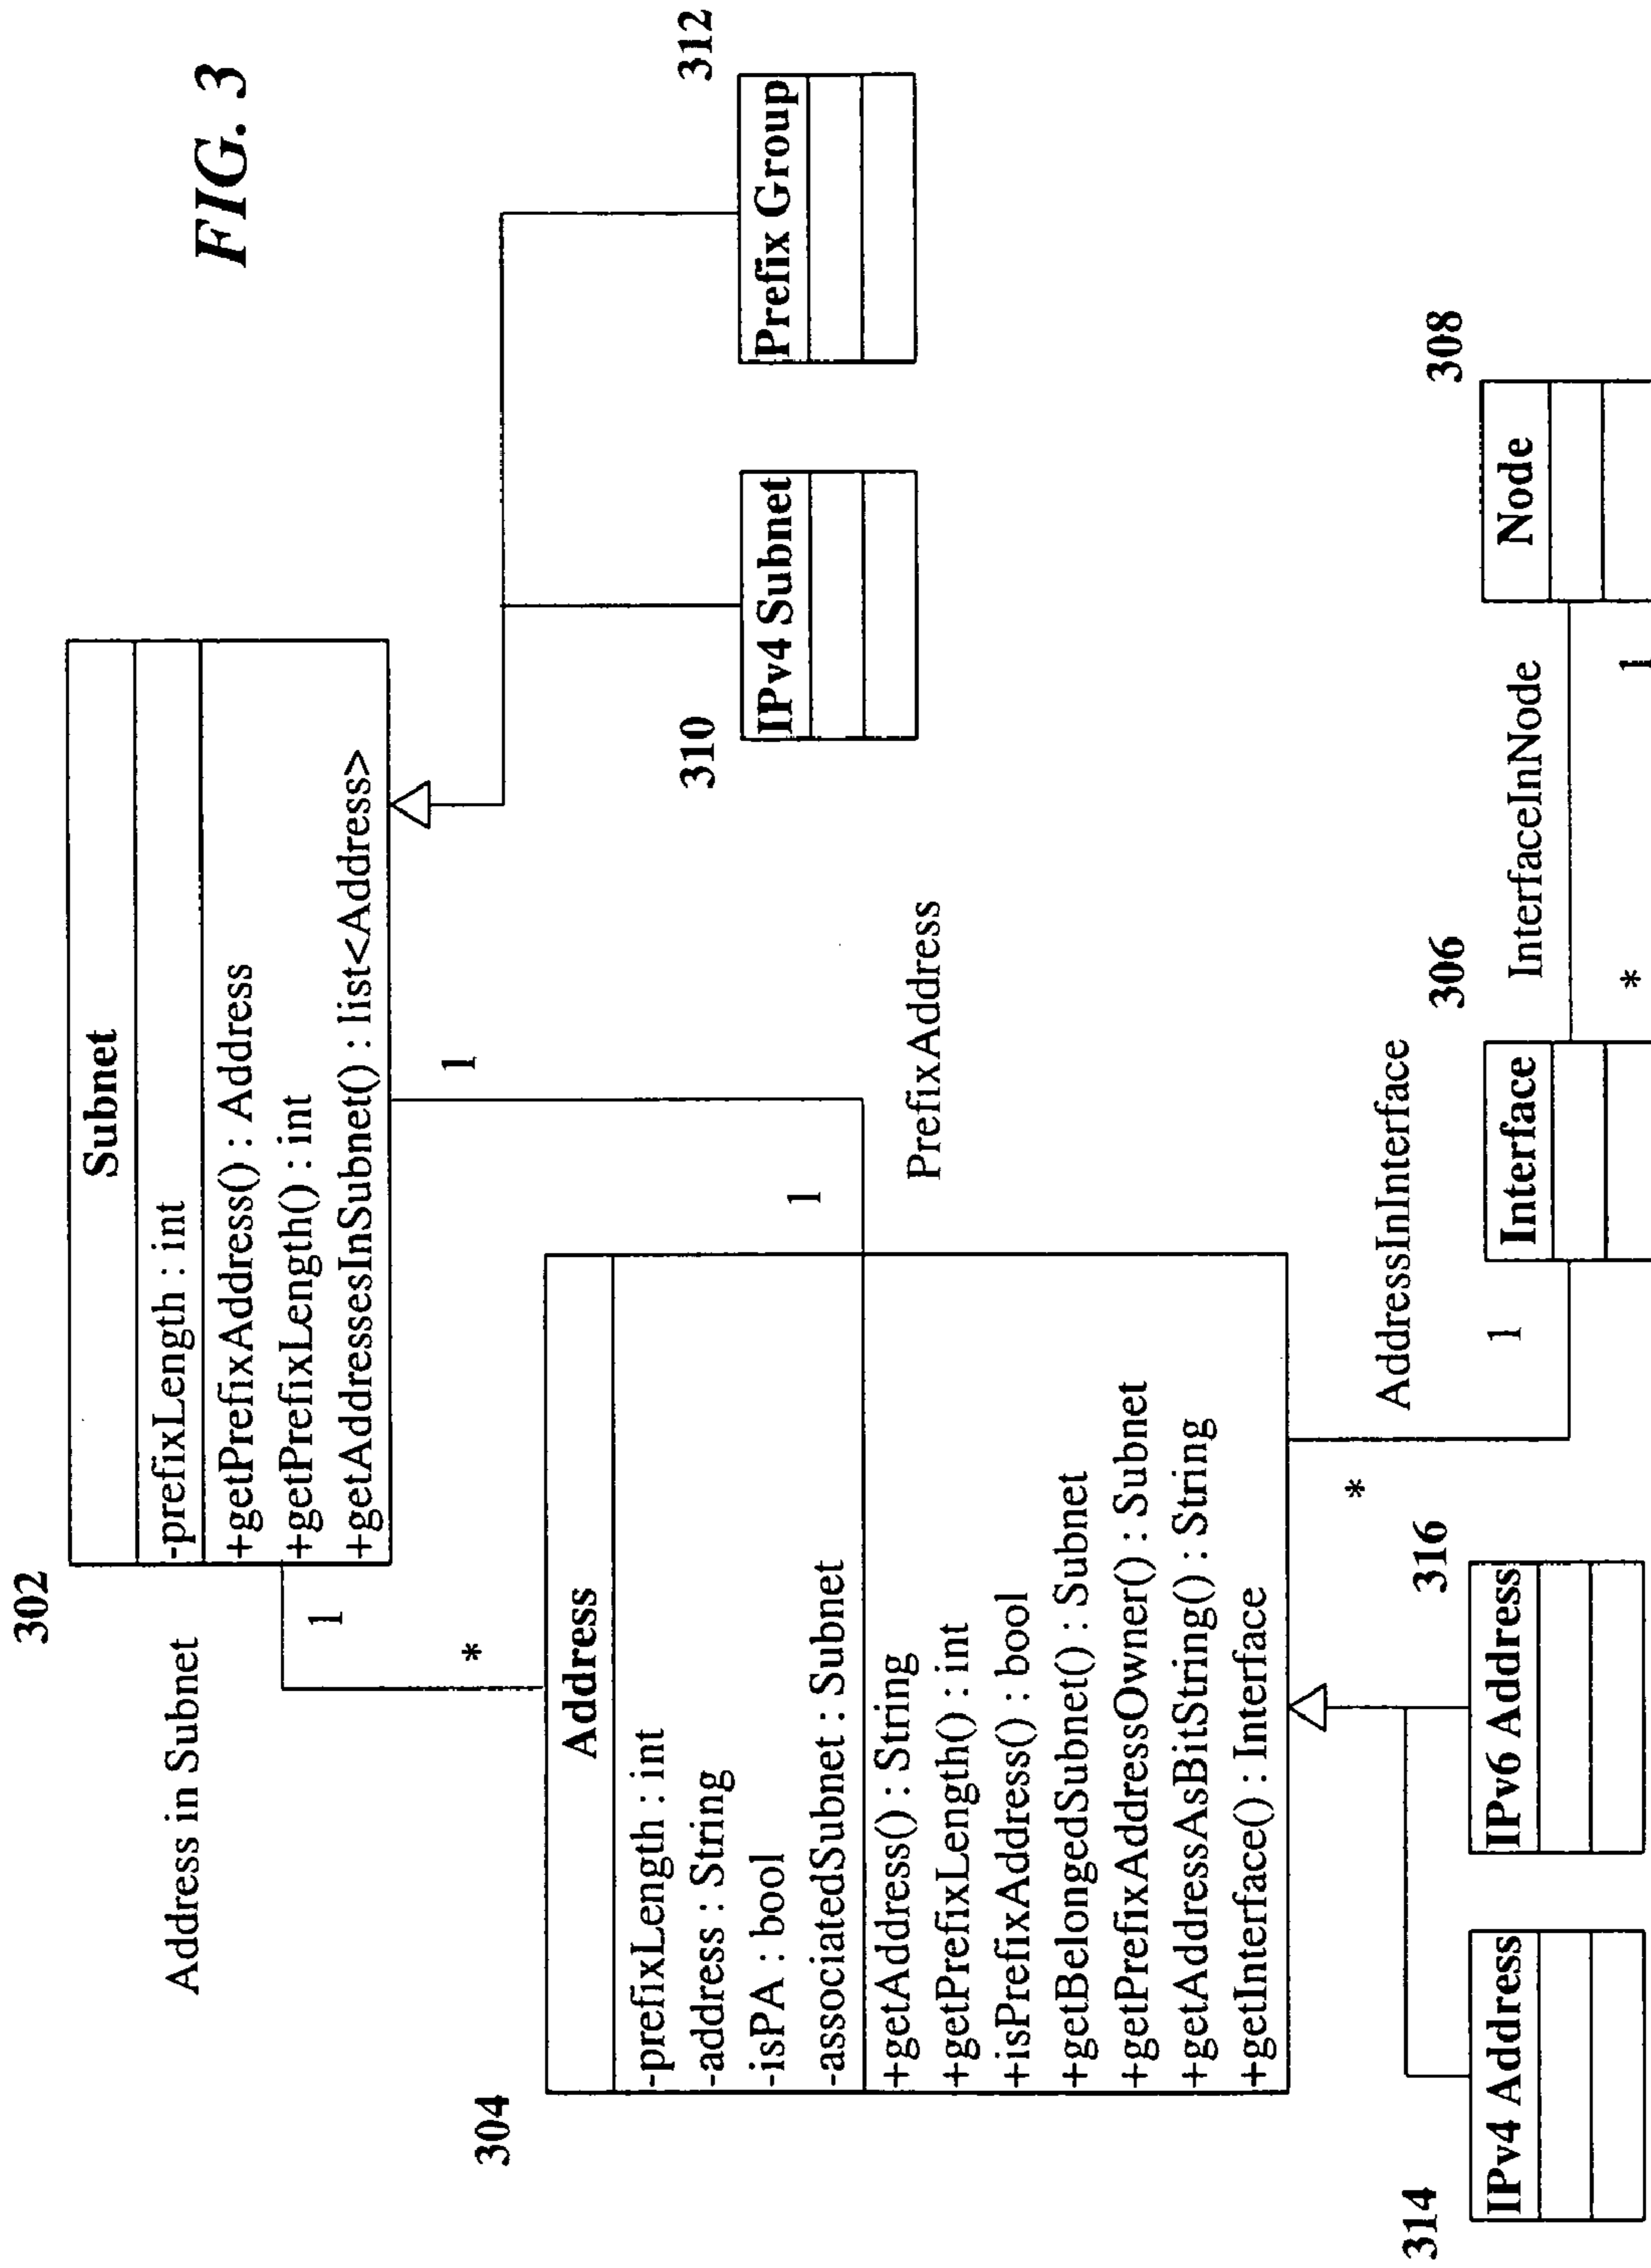 FIG. 3
302
Subnet
-prefixLength : int
+getPrefixAddress() : Address
+getPrefixLength() : int
+getAddressesInSubnet() : list<Address>
Address in Subnet
1
*
1
1
PrefixAddress
304
Address
-prefixLength : int
-address : String
-isPA : bool
-associatedSubnet : Subnet
+getAddress() : String
+getPrefixLength() : int
+isPrefixAddress() : bool
+getBelongedSubnet() : Subnet
+getPrefixAddressOwner() : Subnet
+getAddressAsBitString() : String
+getInterface() : Interface
310
IPv4 Subnet
312
Prefix Group
314
IPv4 Address
316
IPv6 Address
*
AddressInInterface
1
306
Interface
*
InterfaceInNode
1
308
Node